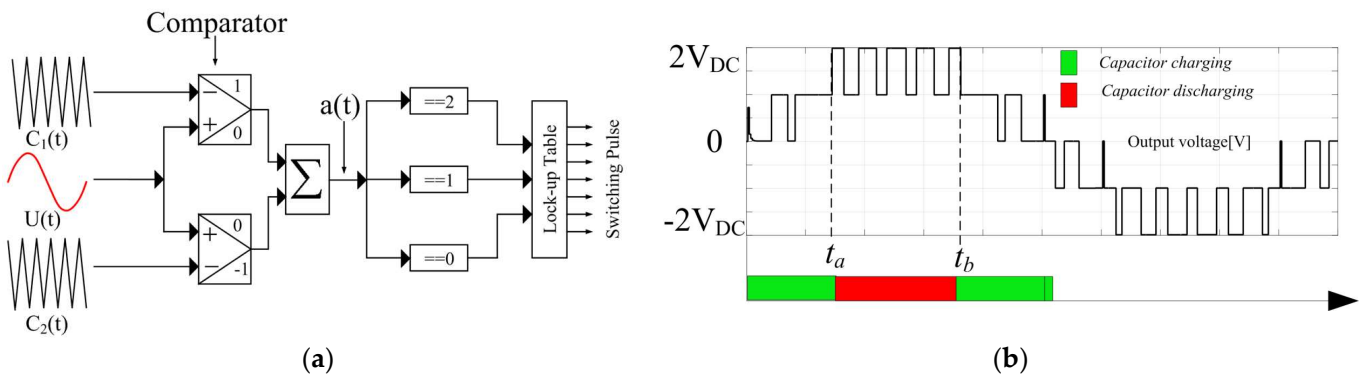 Comparator
C1(t)
−
1
+
0
U(t)
+
0
−
-1
C2(t)
Σ
a(t)
==2
==1
==0
Lock-up Table
Switching Pulse
(a)
2VDC
0
-2VDC
Capacitor charging
Capacitor discharging
Output voltage[V]
ta
tb
(b)